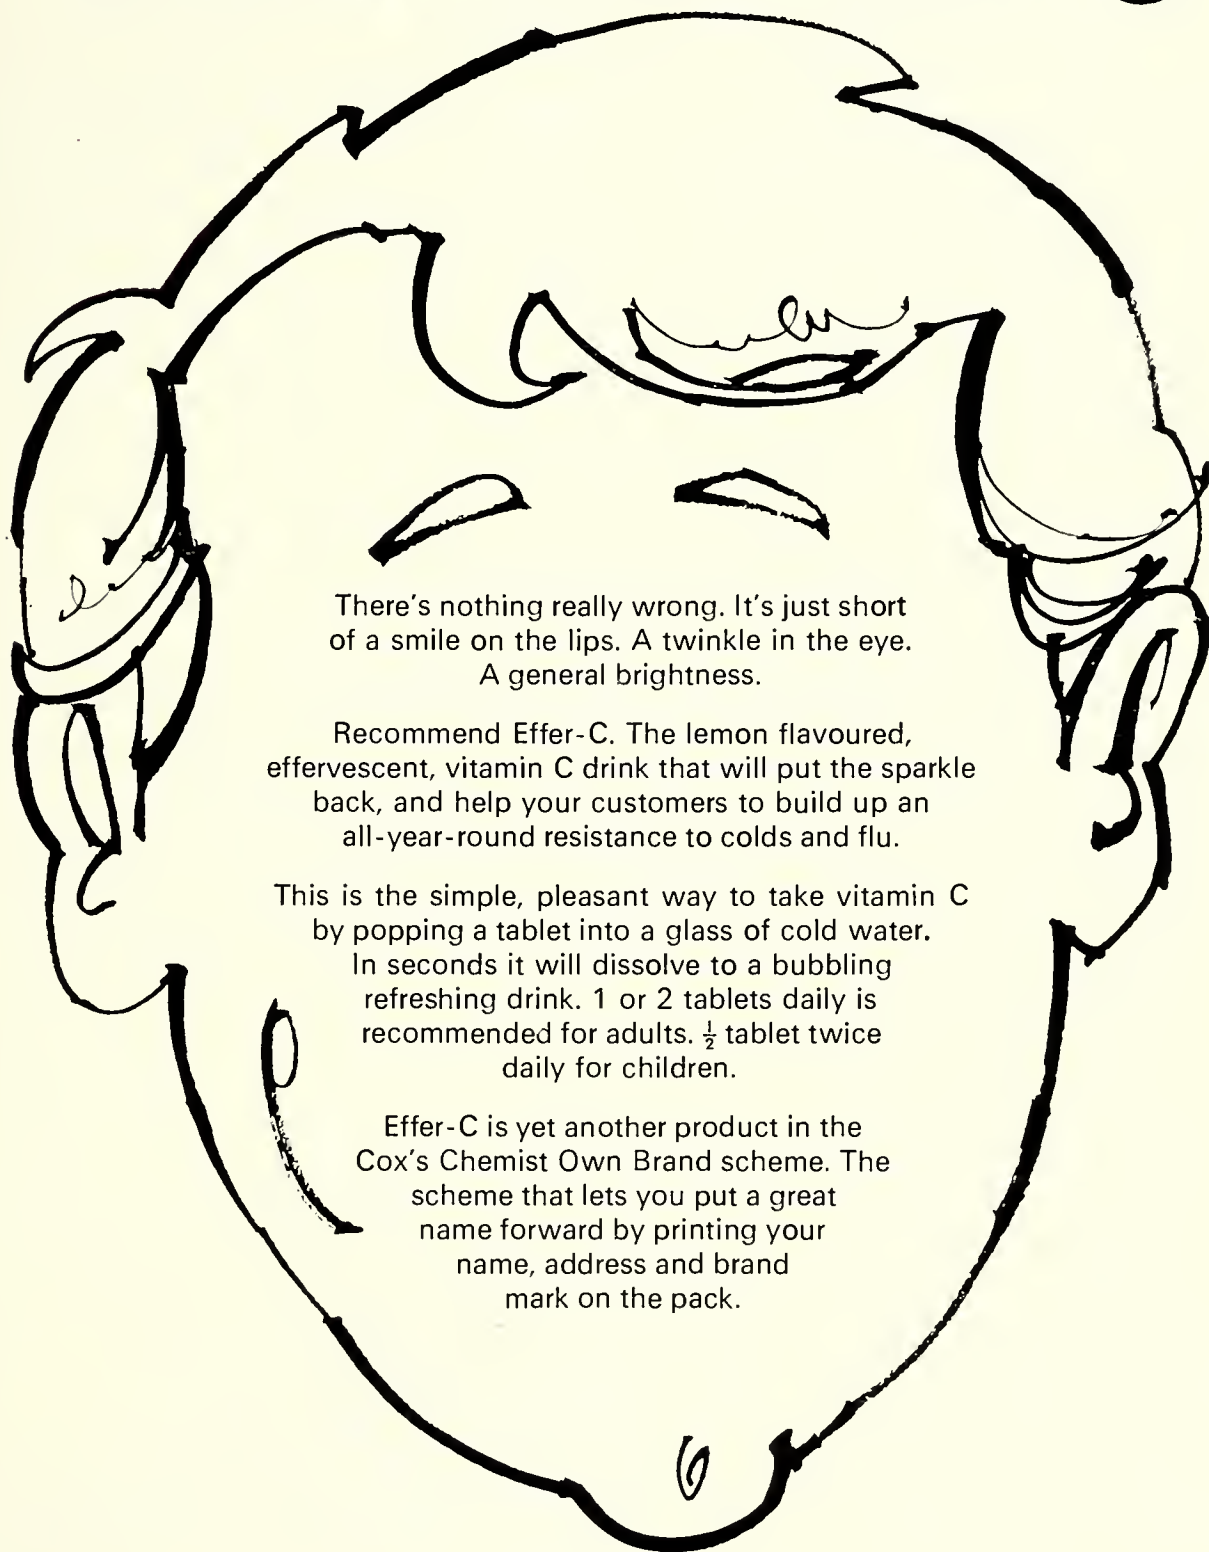 There's nothing really wrong. It's just short
of a smile on the lips. A twinkle in the eye.
A general brightness.
Recommend Effer-C. The lemon flavoured,
effervescent, vitamin C drink that will put the sparkle
back, and help your customers to build up an
all-year-round resistance to colds and flu.
This is the simple, pleasant way to take vitamin C
by popping a tablet into a glass of cold water.
In seconds it will dissolve to a bubbling
refreshing drink. 1 or 2 tablets daily is
recommended for adults. ½ tablet twice
daily for children.
Effer-C is yet another product in the
Cox's Chemist Own Brand scheme. The
scheme that lets you put a great
name forward by printing your
name, address and brand
mark on the pack.